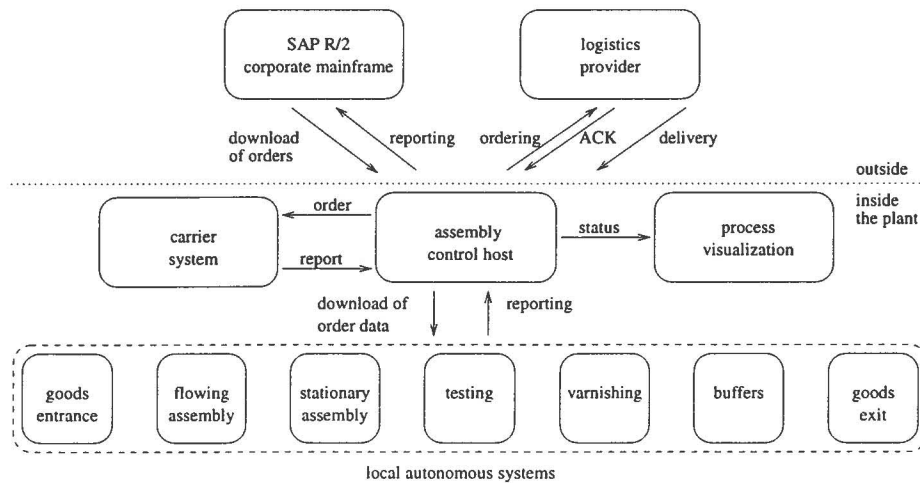 SAP R/2
corporate mainframe
logistics
provider
download
of orders
reporting
ordering
ACK
delivery
outside
inside
the plant
carrier
system
order
report
assembly
control host
status
process
visualization
download of
order data
reporting
goods
entrance
flowing
assembly
stationary
assembly
testing
varnishing
buffers
goods
exit
local autonomous systems